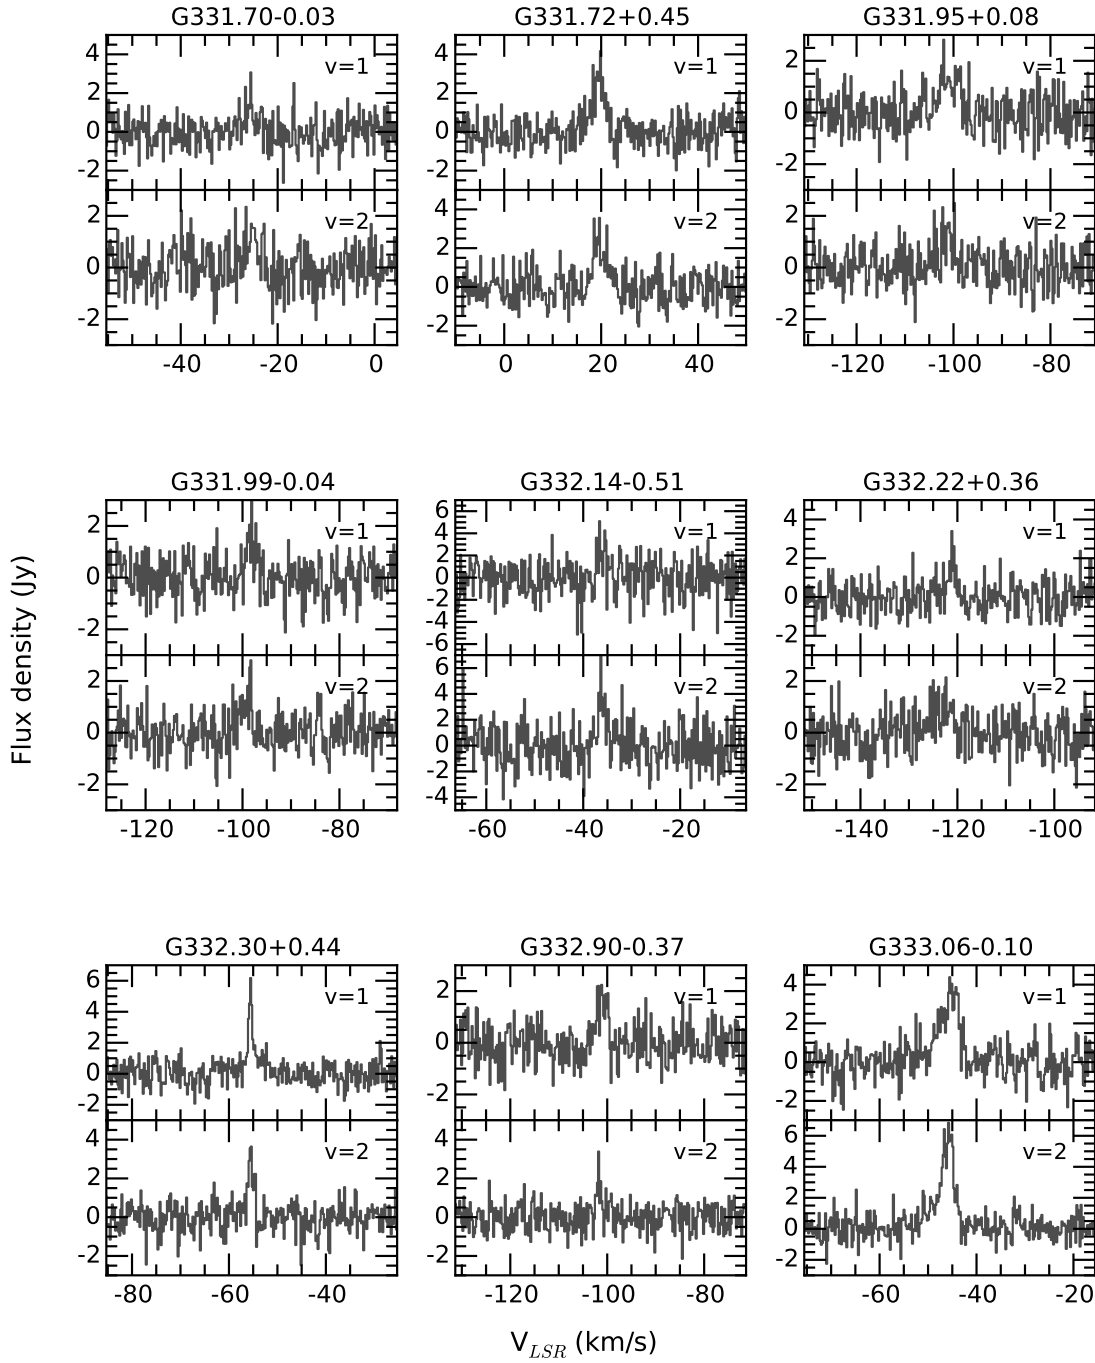 G331.70-0.03 G331.72+0.45 G331.95+0.08
4 4 2
v=1 v=1 v=1
2 2
0 0 0
-2 -2 -2
2 4 2
v=2 v=2 v=2
2
0 0 0
-2 -2 -2
-40 -20 0 0 20 40 -120 -100 -80
G331.99-0.04 G332.14-0.51 G332.22+0.36
2 6 4
v=1 v=1 v=1
4
2 2
0 0 0
-2
-2 -4 -2
-6
2 6 2
v=2 v=2 v=2
4
2
0 0 0
-2 -2 -2
-4
-120 -100 -80 -60 -40 -20 -140 -120 -100
Flux density (Jy)
G332.30+0.44 G332.90-0.37 G333.06-0.10
6 2 4
v=1 v=1 v=1
4 2
2 0 0
0
-2 -2 -2
4 4 6
v=2 v=2 v=2
2 2 4
2
0 0 0
-2 -2 -2
-80 -60 -40 -120 -100 -80 -60 -40 -20
V_LSR (km/s)